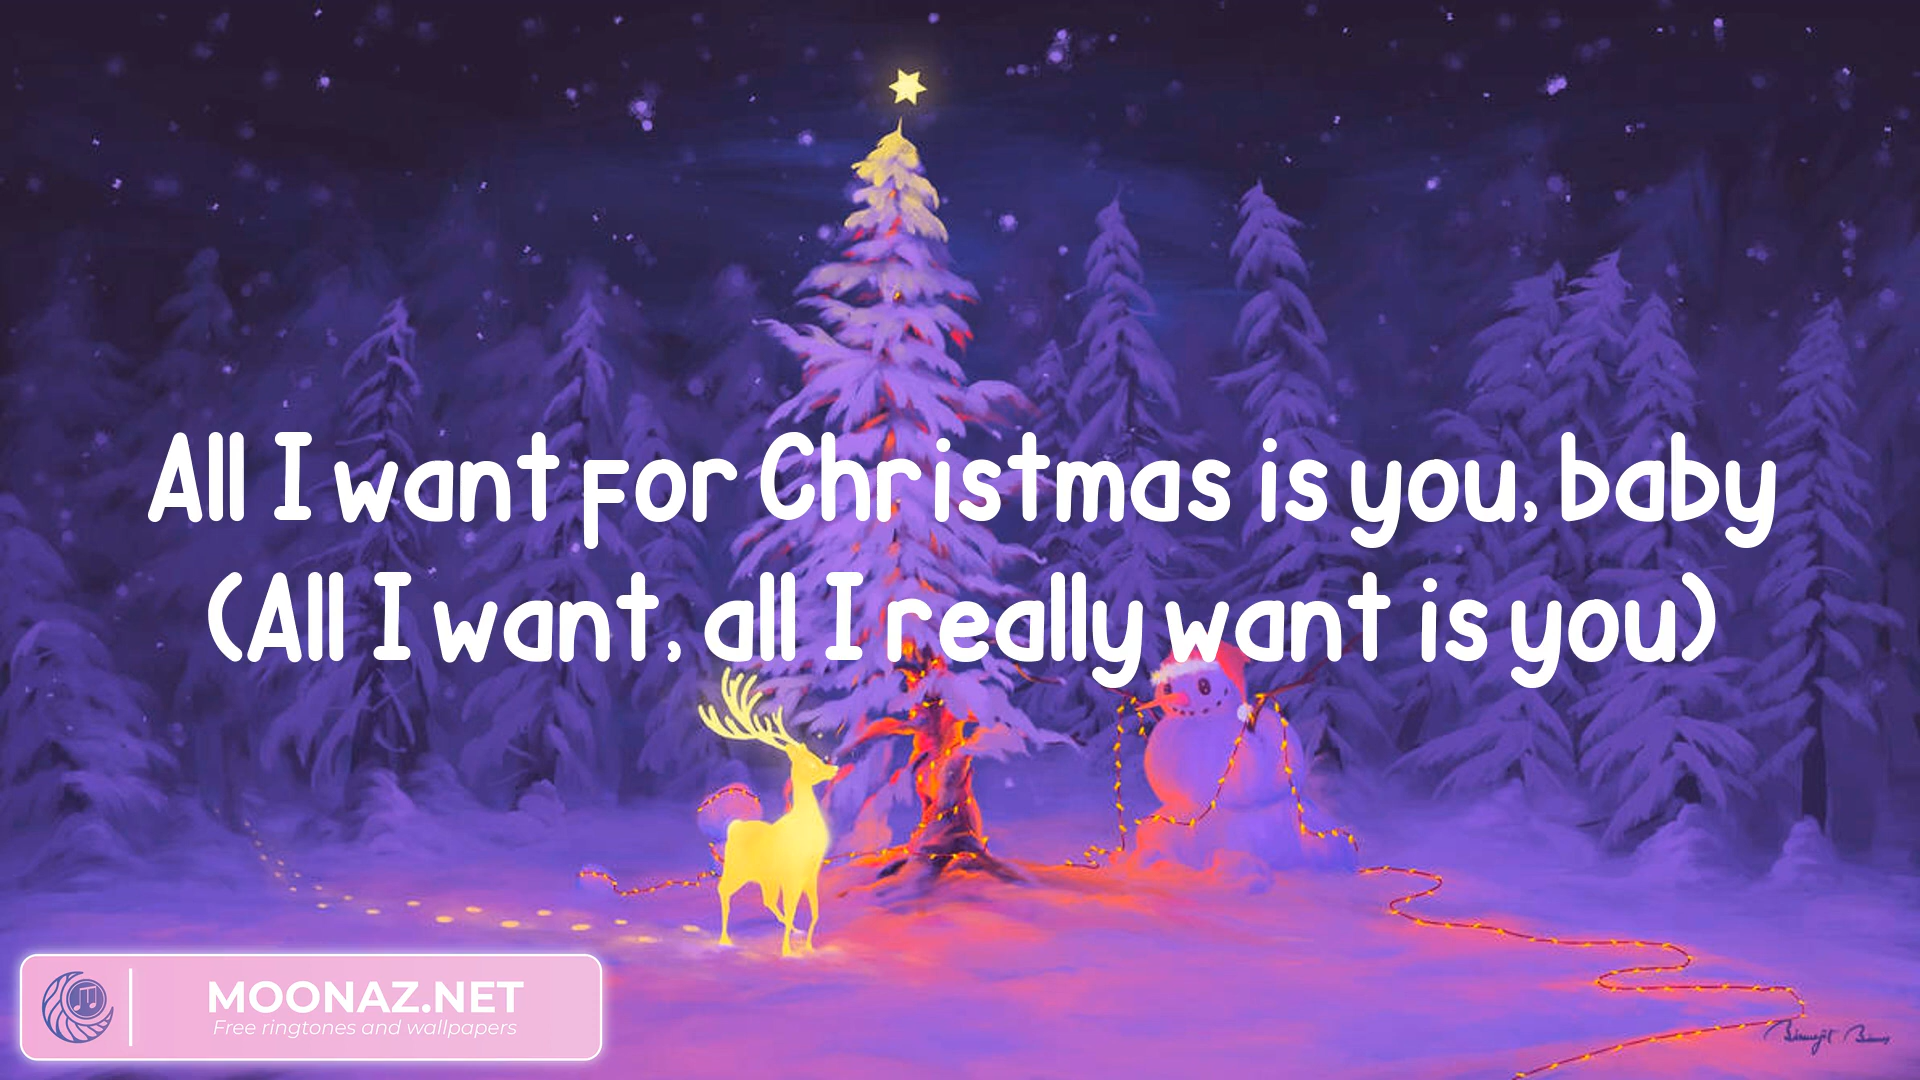 All I want for Christmas is you, baby
(All I want, all I really want is you)
MOONAZ.NET
Free ringtones and wallpapers